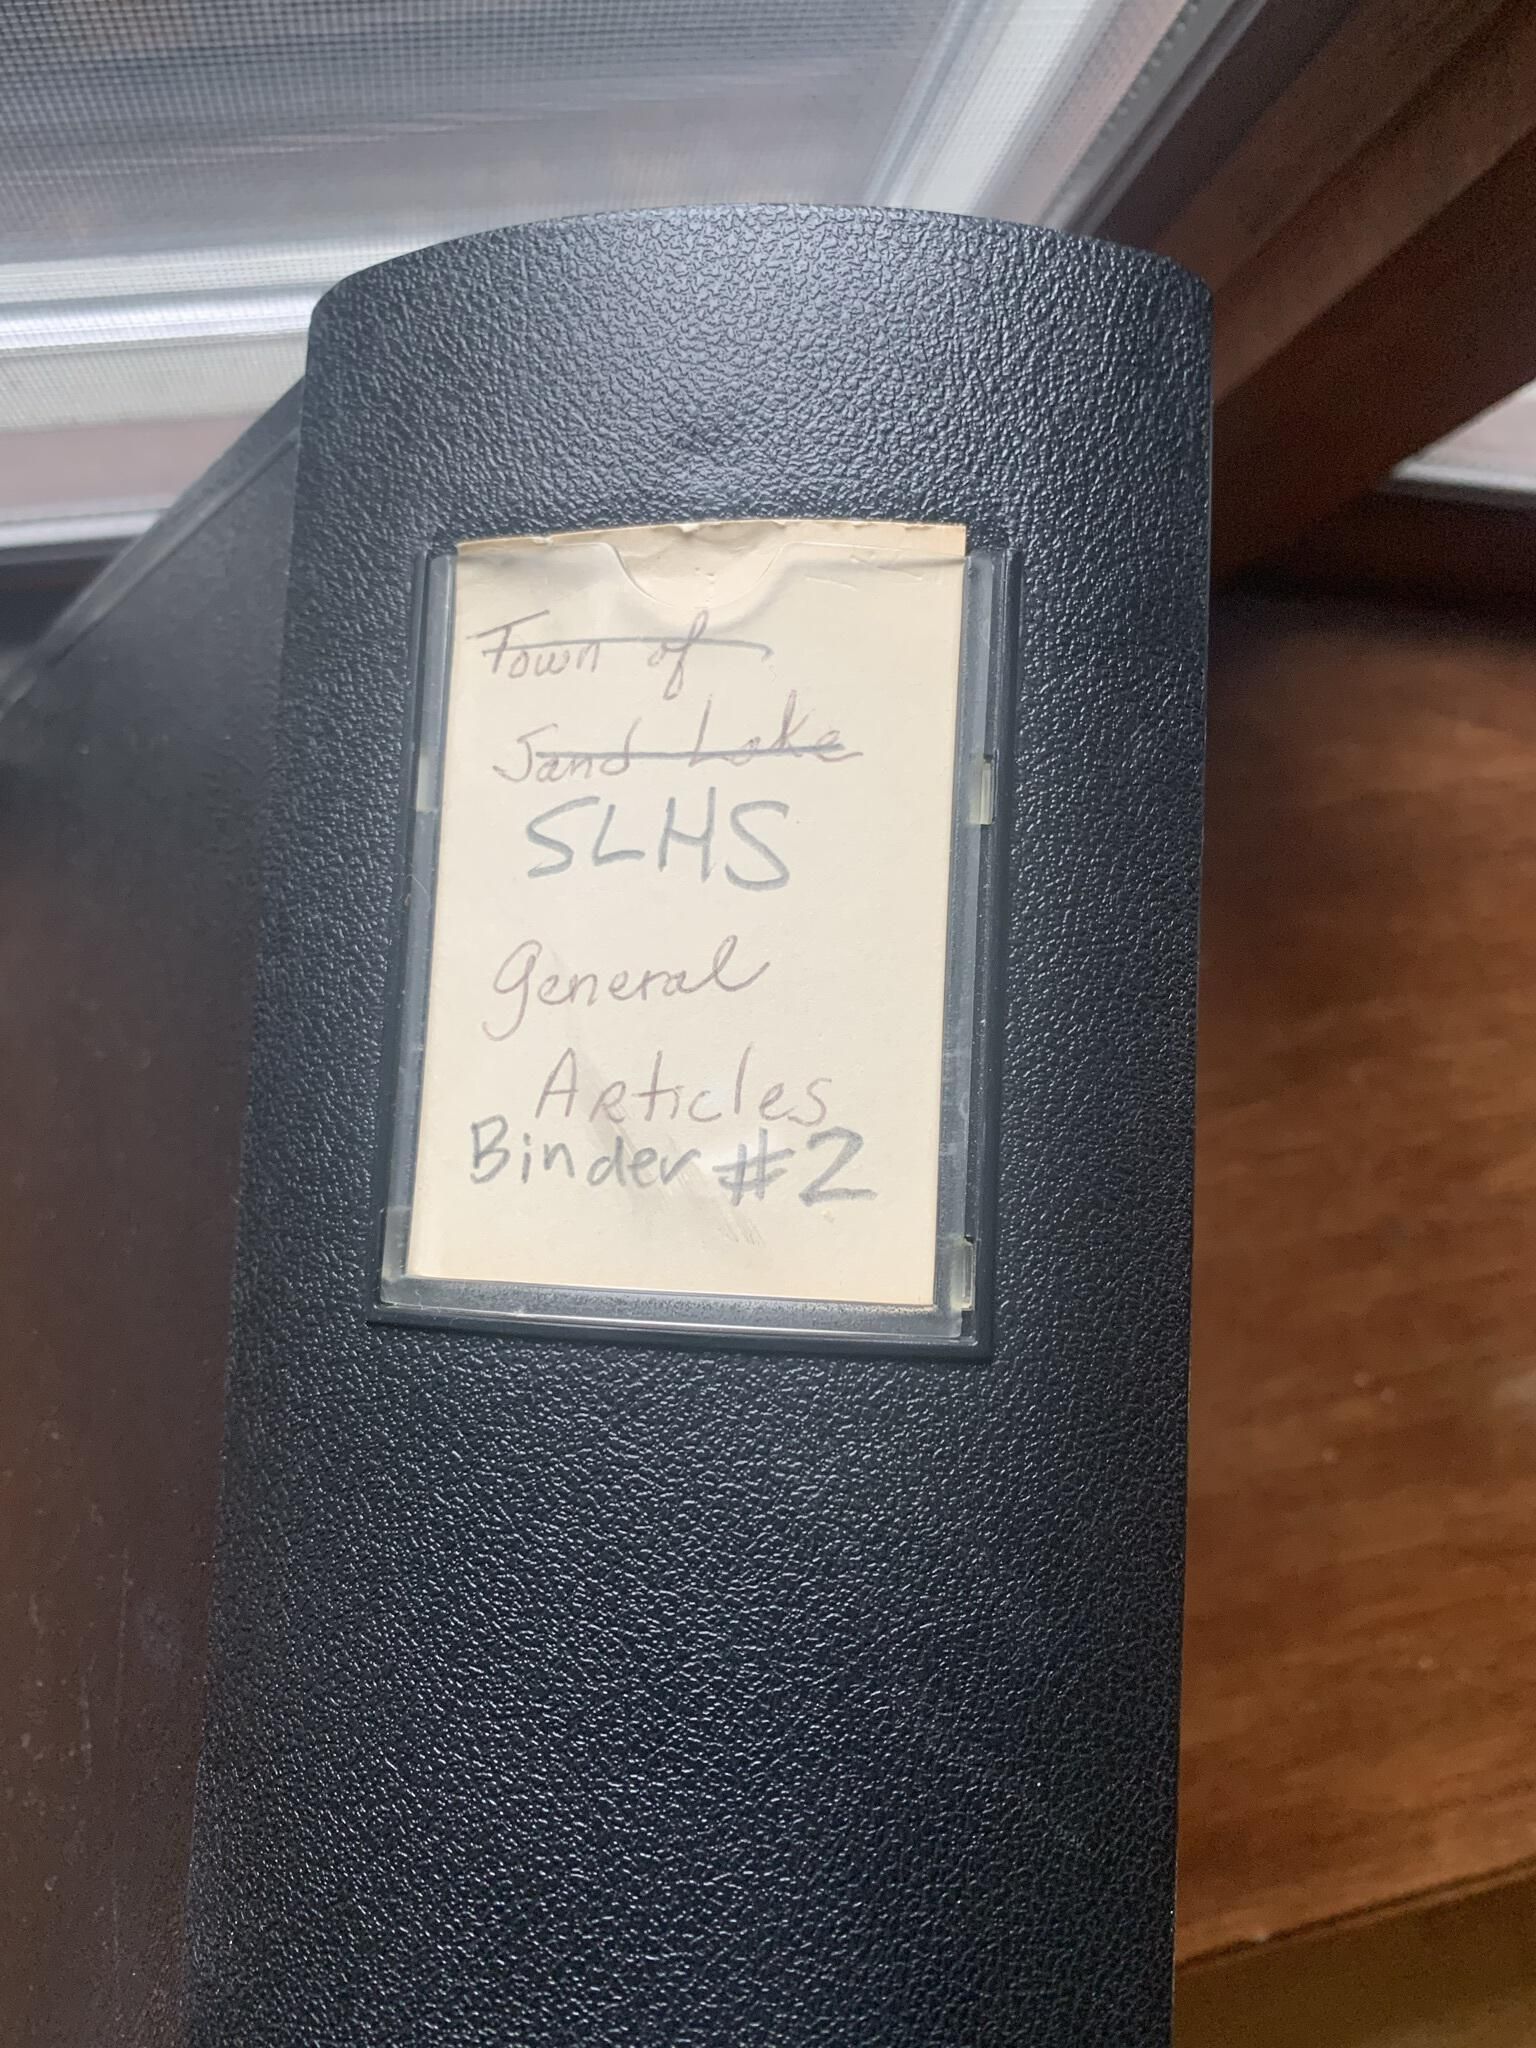 Town of
Sand Lake
SLHS
General
Articles
Binder #2